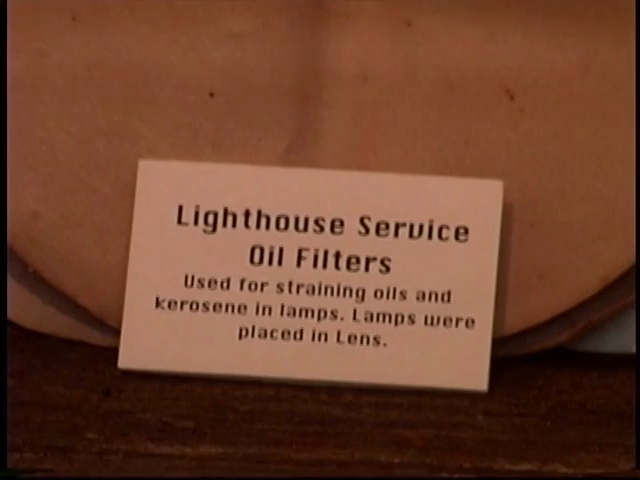 Lighthouse Service
Oil Filters
Used for straining oils and
kerosene in lamps. Lamps were
placed in Lens.